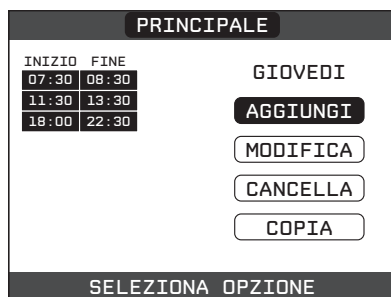 PRINCIPALE
INIZIO FINE
07:30 08:30
11:30 13:30
18:00 22:30
GIOVEDI
AGGIUNGI
MODIFICA
CANCELLA
COPIA
SELEZIONA OPZIONE